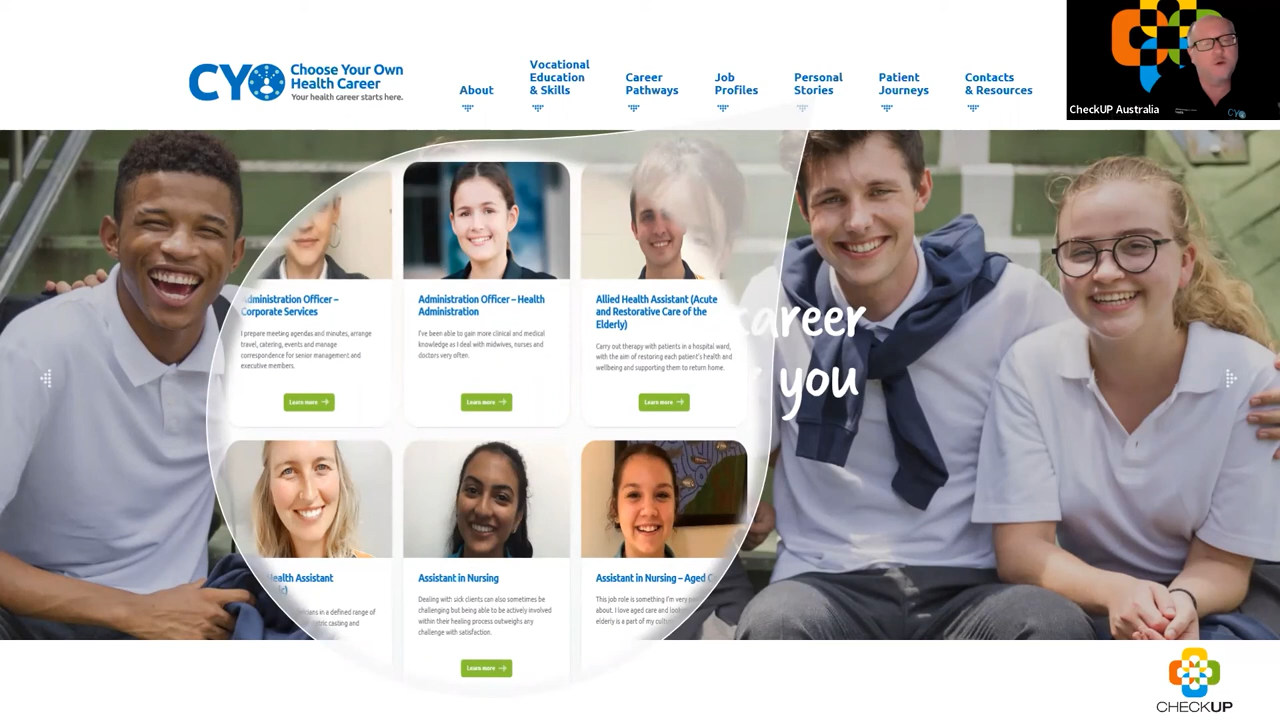 CYO Choose Your Own
Health Career
Your health career starts here.
About
Vocational
Education
& Skills
Career
Pathways
Job
Profiles
Personal
Stories
Patient
Journeys
Contacts
& Resources
CheckUP Australia
CYO
career
you
Administration Officer –
Corporate Services
I prepare meeting agendas and minutes, arrange
travel, catering, events and manage
correspondence for senior management and
executive members.
Learn more
Administration Officer – Health
Administration
I've been able to gain more clinical and medical
knowledge as I deal with midwives, nurses and
doctors very often.
Learn more
Allied Health Assistant (Acute
and Restorative Care of the
Elderly)
Carry out therapy with patients in a hospital ward,
with the aim of restoring each patient's health and
wellbeing and supporting them to return home.
Learn more
Health Assistant
in a defined range of
casting and
Assistant in Nursing
Dealing with sick clients can also sometimes be
challenging but being able to be actively involved
within their healing process outweighs any
challenge with satisfaction.
Learn more
Assistant in Nursing – Aged
This job role is something I'm very
about. I love aged care and
elderly is a part of my
CHECKUP